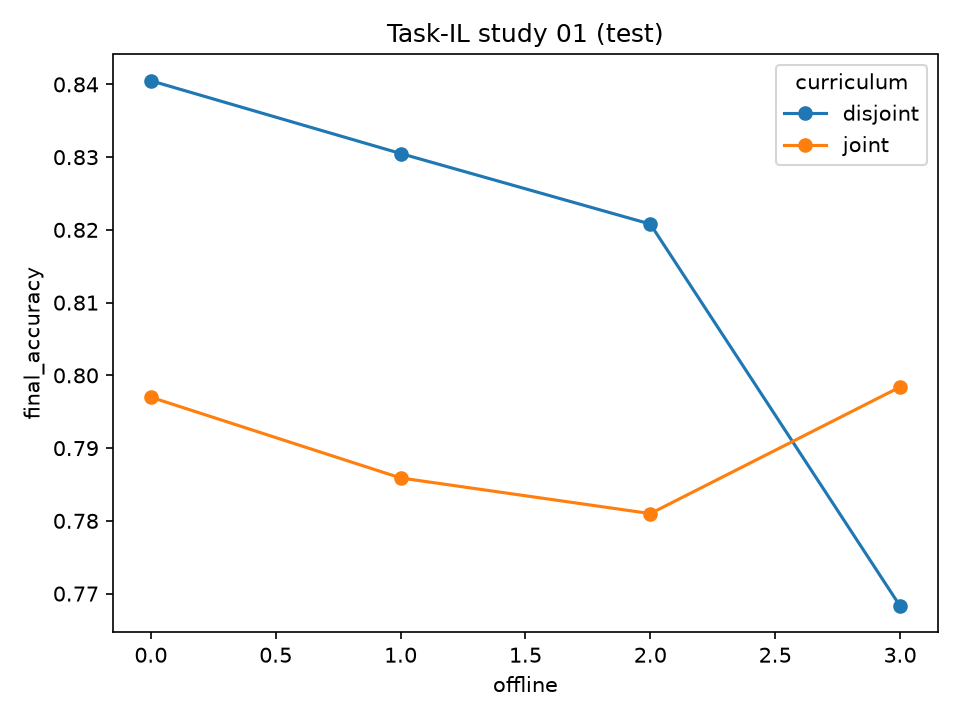 Task-IL study 01 (test)
curriculum
disjoint
joint
final_accuracy
0.84
0.83
0.82
0.81
0.80
0.79
0.78
0.77
0.0 0.5 1.0 1.5 2.0 2.5 3.0
offline